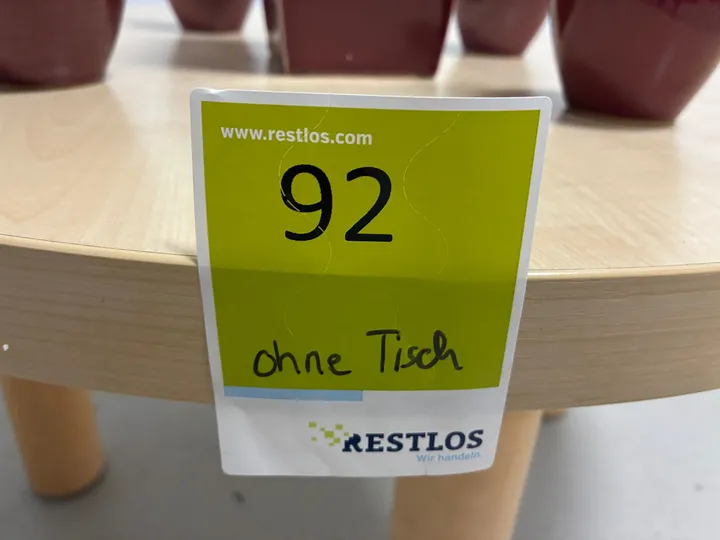 www.restlos.com
92
ohne Tisch
RESTLOS
Wir handeln